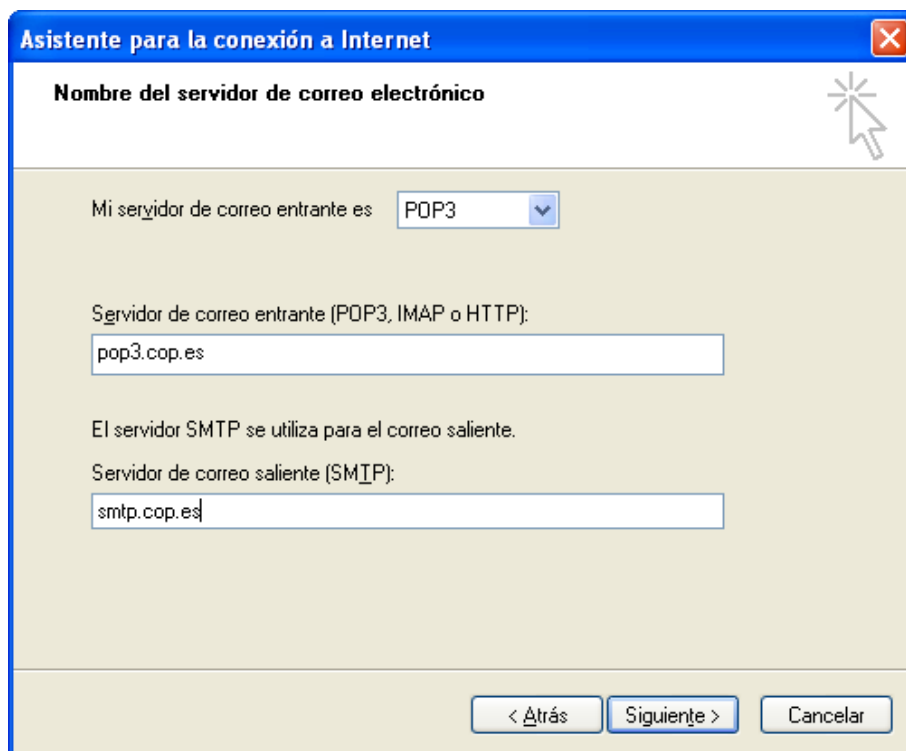 Asistente para la conexión a Internet
Nombre del servidor de correo electrónico
Mi servidor de correo entrante es POP3
Servidor de correo entrante (POP3, IMAP o HTTP):
pop3.cop.es
El servidor SMTP se utiliza para el correo saliente.
Servidor de correo saliente (SMTP):
smtp.cop.es
< Atrás Siguiente > Cancelar